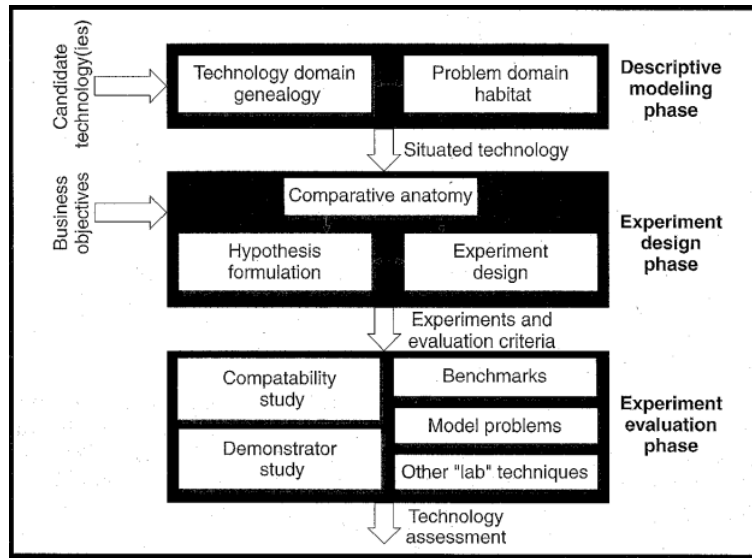 Candidate
technology(ies)
Technology domain
genealogy
Problem domain
habitat
Descriptive
modeling
phase
Situated technology
Business
objectives
Comparative anatomy
Hypothesis
formulation
Experiment
design
Experiment
design
phase
Experiments and
evaluation criteria
Compatability
study
Demonstrator
study
Benchmarks
Model problems
Other "lab" techniques
Experiment
evaluation
phase
Technology
assessment